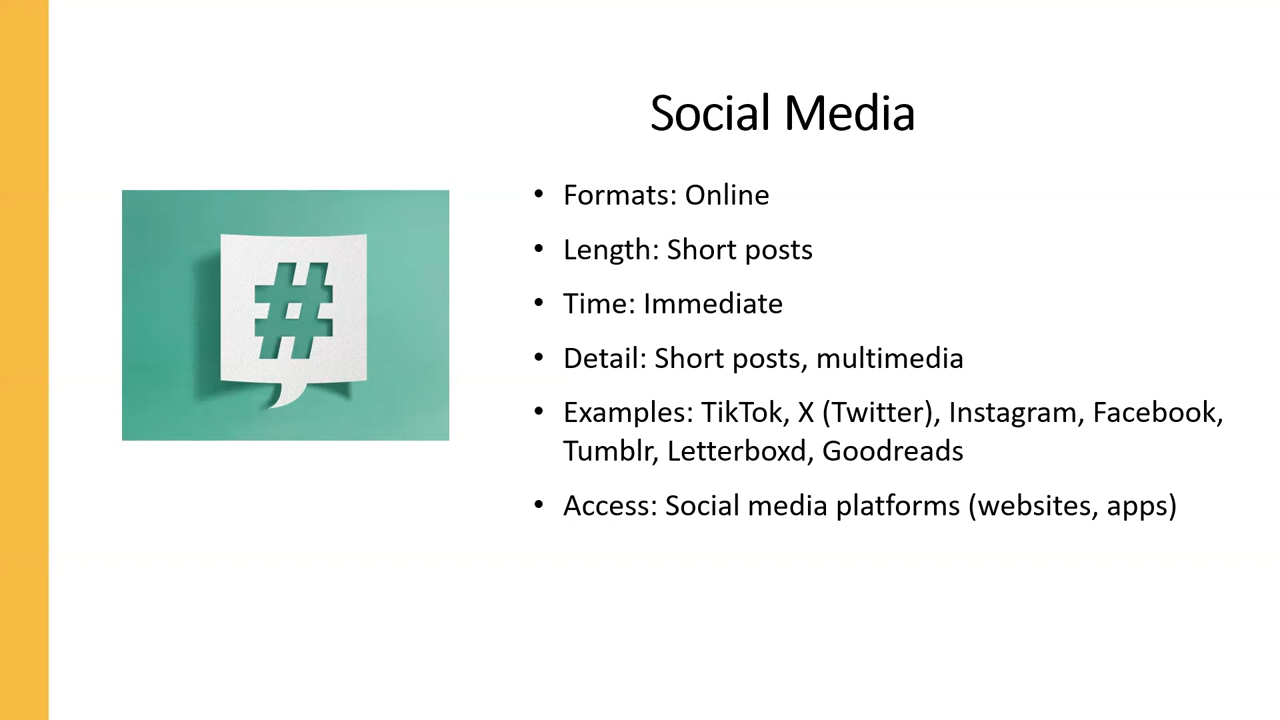 Social Media
#
• Formats: Online
• Length: Short posts
• Time: Immediate
• Detail: Short posts, multimedia
• Examples: TikTok, X (Twitter), Instagram, Facebook,
Tumblr, Letterboxd, Goodreads
• Access: Social media platforms (websites, apps)